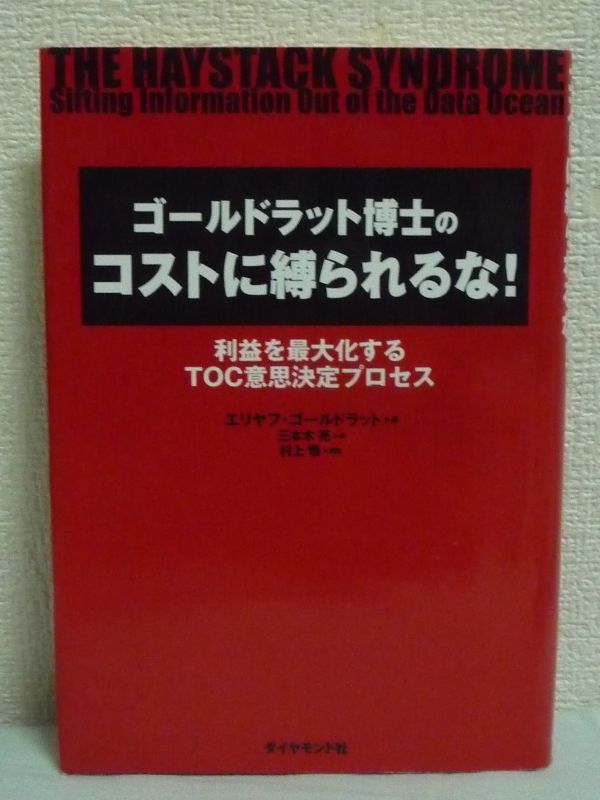 THE HAYSTACK SYNDROME
Sifting Information Out of the Data Ocean
ゴールドラット博士の
コストに縛られるな!
利益を最大化する
TOC意思決定プロセス
エリヤフ・ゴールドラット・著
三本木 亮・訳
村上 悟・
ダイヤモンド社